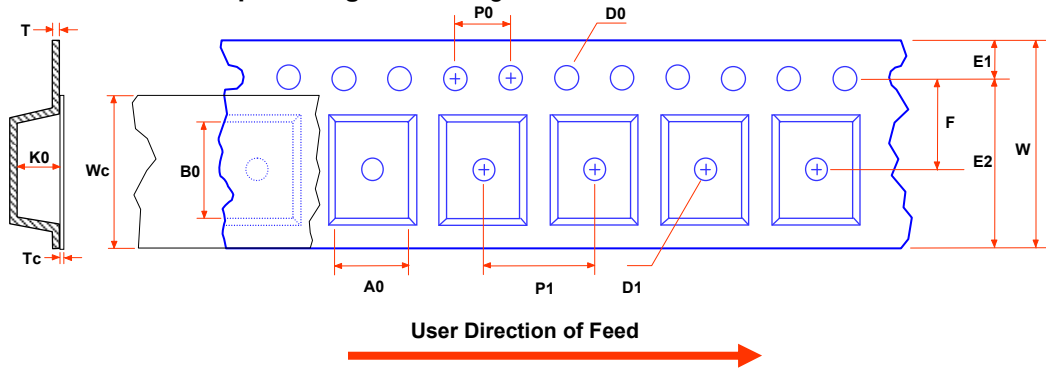 T
P0
D0
E1
F
K0
Wc
B0
E2
W
Tc
A0
P1
D1
User Direction of Feed